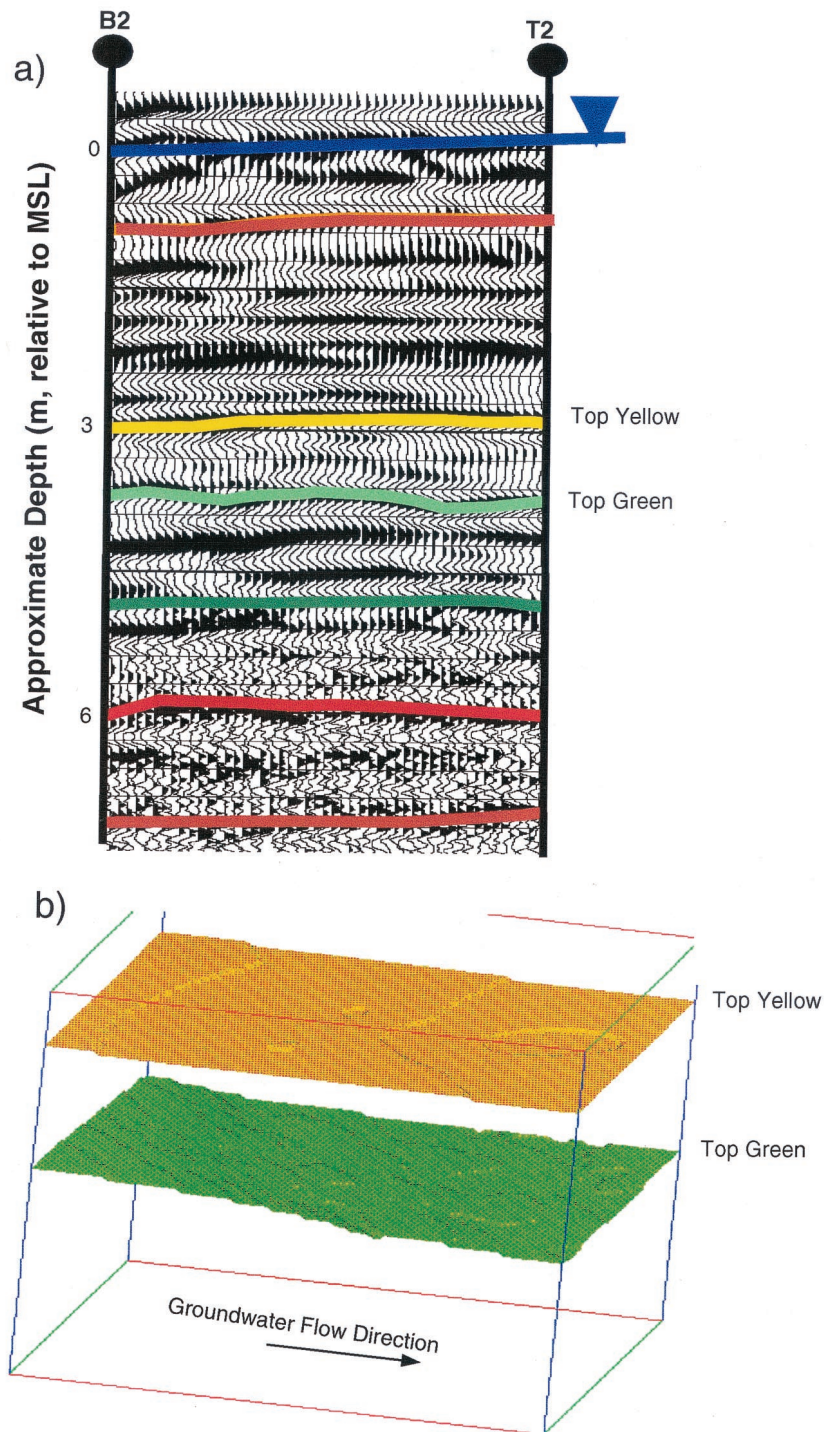 B2
T2
a)
0
Approximate Depth (m, relative to MSL)
3
Top Yellow
Top Green
6
b)
Top Yellow
Top Green
Groundwater Flow Direction